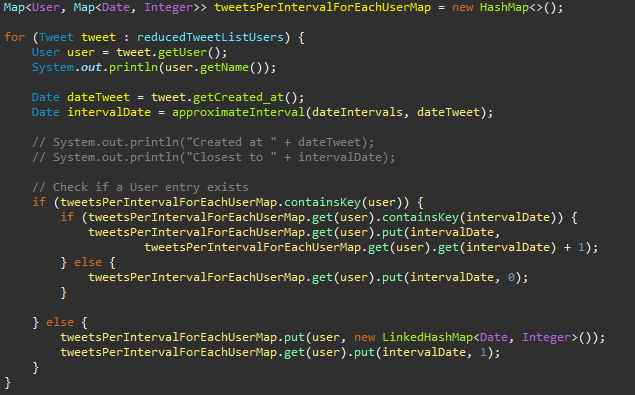 Map<User, Map<Date, Integer>> tweetsPerIntervalForEachUserMap = new HashMap<>();
for (Tweet tweet : reducedTweetListUsers) {
User user = tweet.getUser();
System.out.println(user.getName());
Date dateTweet = tweet.getCreated_at();
Date intervalDate = approximateInterval(dateIntervals, dateTweet);
// System.out.println("Created at " + dateTweet);
// System.out.println("Closest to " + intervalDate);
// Check if a User entry exists
if (tweetsPerIntervalForEachUserMap.containsKey(user)) {
if (tweetsPerIntervalForEachUserMap.get(user).containsKey(intervalDate)) {
tweetsPerIntervalForEachUserMap.get(user).put(intervalDate,
tweetsPerIntervalForEachUserMap.get(user).get(intervalDate) + 1);
} else {
tweetsPerIntervalForEachUserMap.get(user).put(intervalDate, 0);
}
} else {
tweetsPerIntervalForEachUserMap.put(user, new LinkedHashMap<Date, Integer>());
tweetsPerIntervalForEachUserMap.get(user).put(intervalDate, 1);
}
}